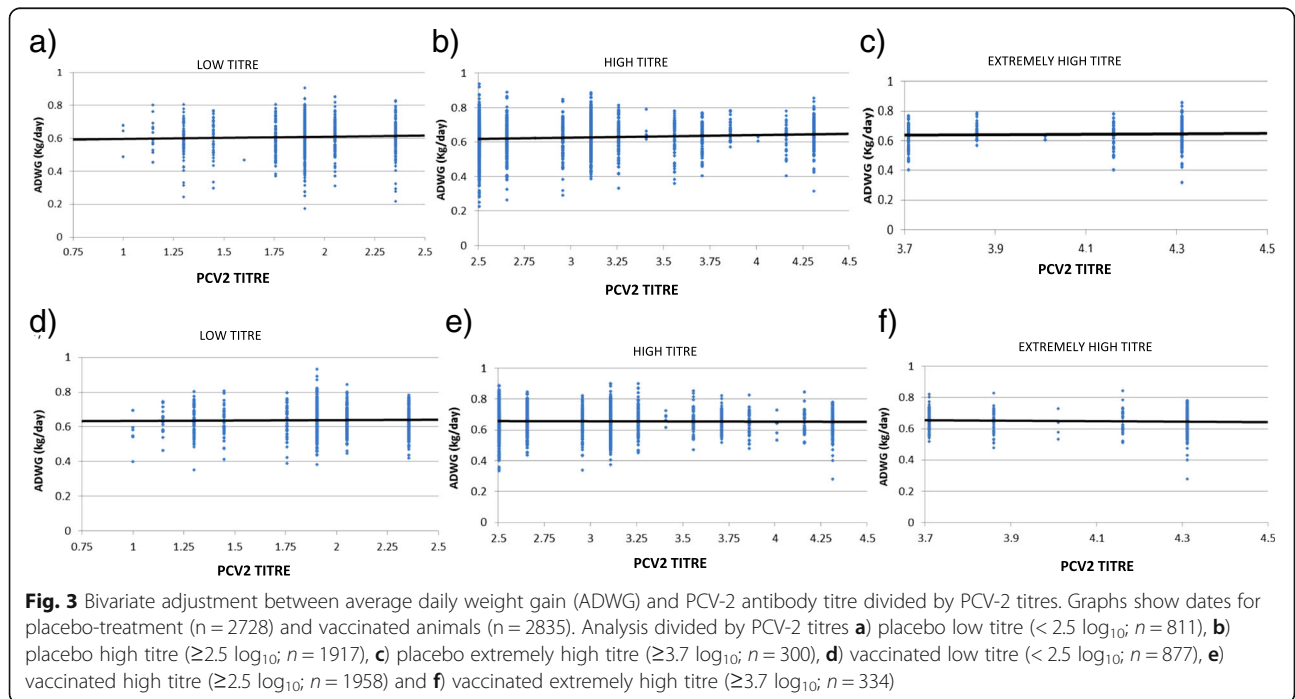 a)
LOW TITRE
ADWG (Kg/day)
1
0.8
0.6
0.4
0.2
0
0.75 1 1.25 1.5 1.75 2 2.25 2.5
PCV2 TITRE
b)
HIGH TITRE
ADWG (Kg/day)
1
0.8
0.6
0.4
0.2
0
2.5 2.75 3 3.25 3.5 3.75 4 4.25 4.5
PCV2 TITRE
c)
EXTREMELY HIGH TITRE
ADWG (Kg/day)
1
0.8
0.6
0.4
0.2
0
3.7 3.9 4.1 4.3 4.5
PCV2 TITRE
d)
LOW TITRE
ADWG (Kg/day)
1
0.8
0.6
0.4
0.2
0
0.75 1 1.25 1.5 1.75 2 2.25 2.5
PCV2 TITRE
e)
HIGH TITRE
ADWG (Kg/day)
1
0.8
0.6
0.4
0.2
0
2.5 2.75 3 3.25 3.5 3.75 4 4.25 4.5
PCV2 TITRE
f)
EXTREMELY HIGH TITRE
ADWG (Kg/day)
1
0.8
0.6
0.4
0.2
0
3.7 3.9 4.1 4.3 4.5
PCV2 TITRE
Fig. 3 Bivariate adjustment between average daily weight gain (ADWG) and PCV-2 antibody titre divided by PCV-2 titres. Graphs show dates for
placebo-treatment (n = 2728) and vaccinated animals (n = 2835). Analysis divided by PCV-2 titres a) placebo low titre (< 2.5 log₁₀; n = 811), b)
placebo high titre (≥2.5 log₁₀; n = 1917), c) placebo extremely high titre (≥3.7 log₁₀; n = 300), d) vaccinated low titre (< 2.5 log₁₀; n = 877), e)
vaccinated high titre (≥2.5 log₁₀; n = 1958) and f) vaccinated extremely high titre (≥3.7 log₁₀; n = 334)